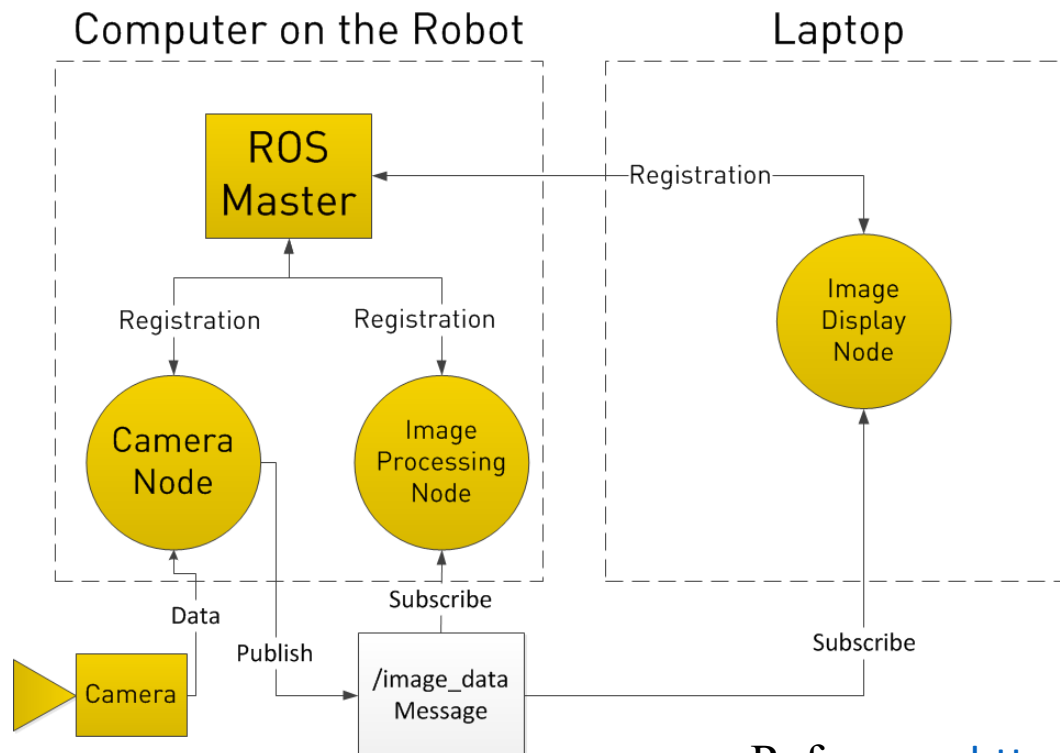 Computer on the Robot
Laptop
ROS
Master
Registration
Image
Display
Node
Registration
Registration
Camera
Node
Image
Processing
Node
Data
Subscribe
Publish
Subscribe
Camera
/image_data
Message